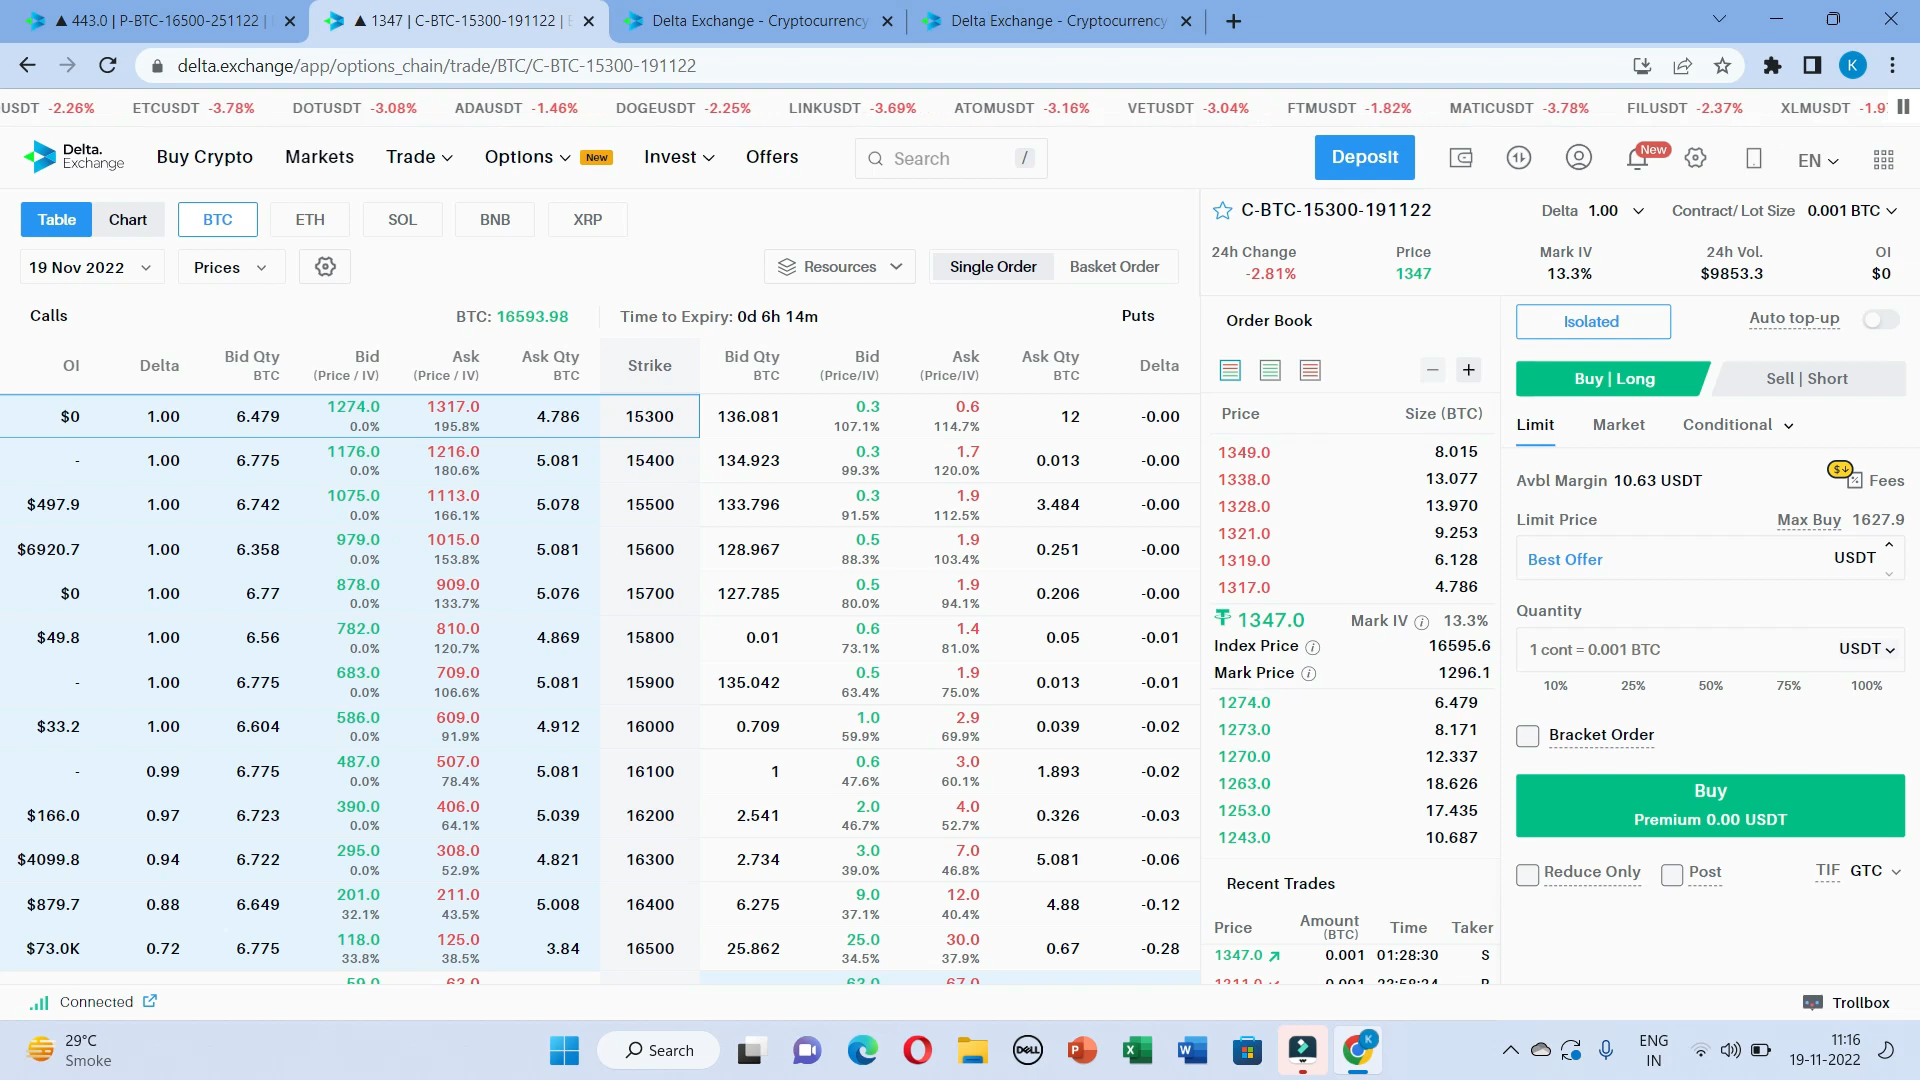 443.0 | P-BTC-16500-251122 |
1347 | C-BTC-15300-191122 |
Delta Exchange - Cryptocurrency
Delta Exchange - Cryptocurrency
delta.exchange/app/options_chain/trade/BTC/C-BTC-15300-191122
K
USDT -2.26% ETCUSDT -3.78% DOTUSDT -3.08% ADAUSDT -1.46% DOGEUSDT -2.25% LINKUSDT -3.69% ATOMUSDT -3.16% VETUSDT -3.04% FTMUSDT -1.82% MATICUSDT -3.78% FILUSDT -2.37% XLMUSDT -1.9
Delta.
Exchange
Buy Crypto Markets Trade Options New Invest Offers Search / Deposit New EN
Table Chart BTC ETH SOL BNB XRP
19 Nov 2022 Prices Resources Single Order Basket Order
Calls BTC: 16593.98 Time to Expiry: 0d 6h 14m Puts
OI Delta Bid Qty BTC Bid (Price / IV) Ask (Price / IV) Ask Qty BTC Strike Bid Qty BTC Bid (Price/IV) Ask (Price/IV) Ask Qty BTC Delta
$0 1.00 6.479 1274.0 0.0% 1317.0 195.8% 4.786 15300 136.081 0.3 107.1% 0.6 114.7% 12 -0.00
- 1.00 6.775 1176.0 0.0% 1216.0 180.6% 5.081 15400 134.923 0.3 99.3% 1.7 120.0% 0.013 -0.00
$497.9 1.00 6.742 1075.0 0.0% 1113.0 166.1% 5.078 15500 133.796 0.3 91.5% 1.9 112.5% 3.484 -0.00
$6920.7 1.00 6.358 979.0 0.0% 1015.0 153.8% 5.081 15600 128.967 0.5 88.3% 1.9 103.4% 0.251 -0.00
$0 1.00 6.77 878.0 0.0% 909.0 133.7% 5.076 15700 127.785 0.5 80.0% 1.9 94.1% 0.206 -0.00
$49.8 1.00 6.56 782.0 0.0% 810.0 120.7% 4.869 15800 0.01 0.6 73.1% 1.4 81.0% 0.05 -0.01
- 1.00 6.775 683.0 0.0% 709.0 106.6% 5.081 15900 135.042 0.5 63.4% 1.9 75.0% 0.013 -0.01
$33.2 1.00 6.604 586.0 0.0% 609.0 91.9% 4.912 16000 0.709 1.0 59.9% 2.9 69.9% 0.039 -0.02
- 0.99 6.775 487.0 0.0% 507.0 78.4% 5.081 16100 1 0.6 47.6% 3.0 60.1% 1.893 -0.02
$166.0 0.97 6.723 390.0 0.0% 406.0 64.1% 5.039 16200 2.541 2.0 46.7% 4.0 52.7% 0.326 -0.03
$4099.8 0.94 6.722 295.0 0.0% 308.0 52.9% 4.821 16300 2.734 3.0 39.0% 7.0 46.8% 5.081 -0.06
$879.7 0.88 6.649 201.0 32.1% 211.0 43.5% 5.008 16400 6.275 9.0 37.1% 12.0 40.4% 4.88 -0.12
$73.0K 0.72 6.775 118.0 33.8% 125.0 38.5% 3.84 16500 25.862 25.0 34.5% 30.0 37.9% 0.67 -0.28
C-BTC-15300-191122 Delta 1.00 Contract/ Lot Size 0.001 BTC
24h Change Price Mark IV 24h Vol. OI
-2.81% 1347 13.3% $9853.3 $0
Order Book
Price Size (BTC)
1349.0 8.015
1338.0 13.077
1328.0 13.970
1321.0 9.253
1319.0 6.128
1317.0 4.786
1347.0 Mark IV 13.3%
Index Price 16595.6
Mark Price 1296.1
1274.0 6.479
1273.0 8.171
1270.0 12.337
1263.0 18.626
1253.0 17.435
1243.0 10.687
Recent Trades
Price Amount (BTC) Time Taker
1347.0 0.001 01:28:30 S
Isolated Auto top-up
Buy | Long Sell | Short
Limit Market Conditional
Avbl Margin 10.63 USDT Fees
Limit Price Max Buy 1627.9
Best Offer USDT
Quantity
1 cont = 0.001 BTC USDT
10% 25% 50% 75% 100%
Bracket Order
Buy
Premium 0.00 USDT
Reduce Only Post TIF GTC
Connected Trollbox
29°C
Smoke
Search
DELL
K
ENG
IN
11:16
19-11-2022